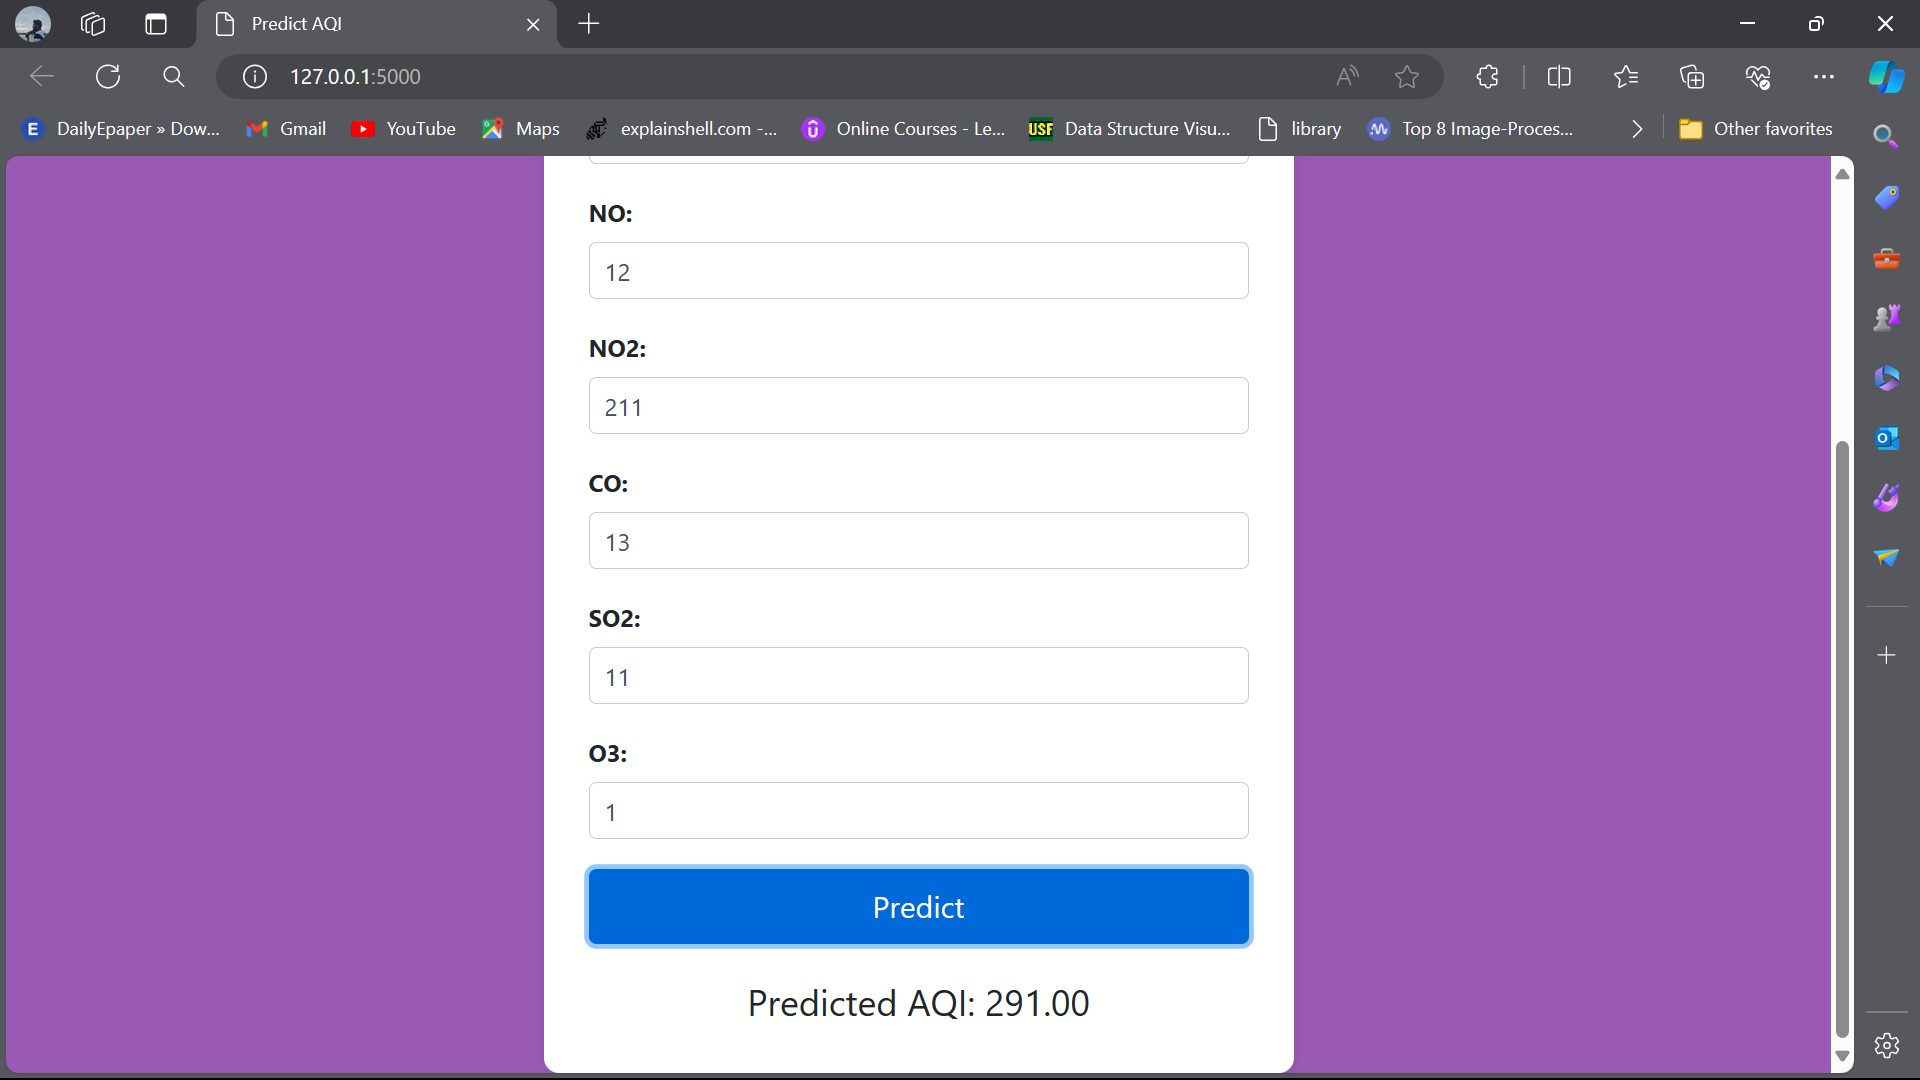 Predict AQI
127.0.0.1:5000
DailyEpaper » Dow...
Gmail
YouTube
Maps
explainshell.com -...
Online Courses - Le...
USF
Data Structure Visu...
library
Top 8 Image-Proces...
Other favorites
NO:
12
NO2:
211
CO:
13
SO2:
11
O3:
1
Predict
Predicted AQI: 291.00